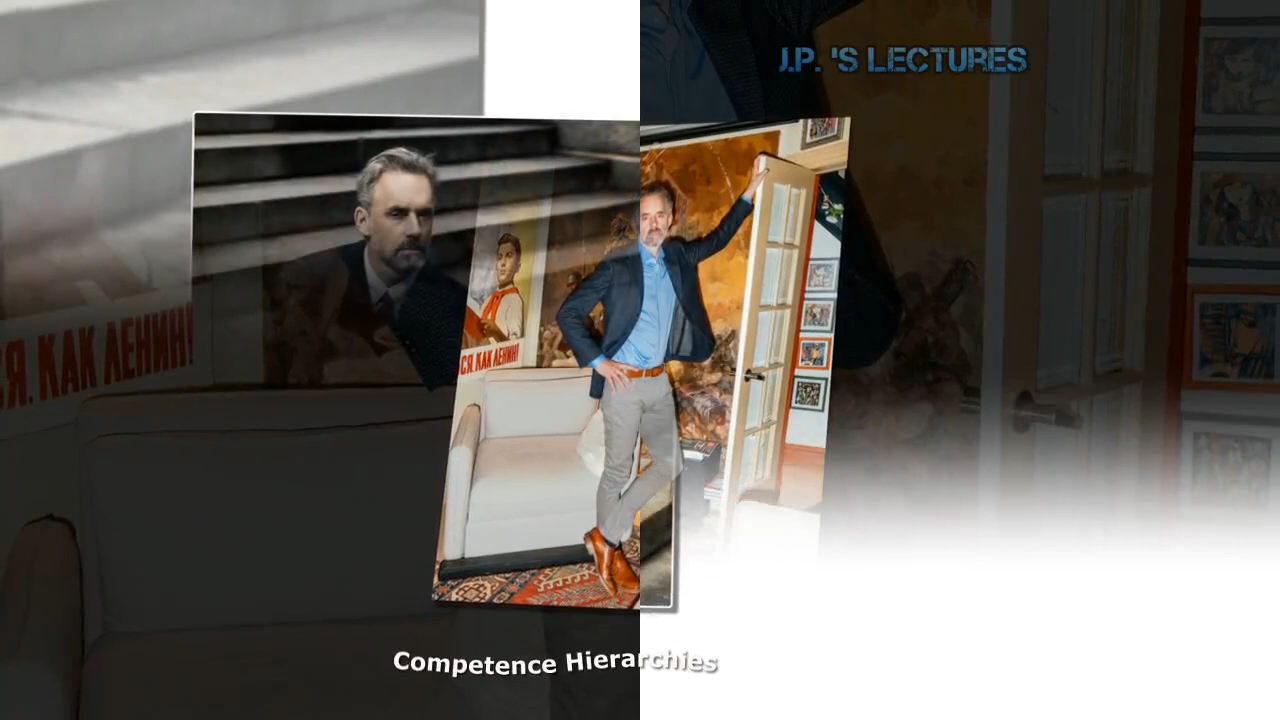 J.P. 'S LECTURES
СЯ, КАК ЛЕНИН!
СЯ, КАК ЛЕНИН!
Competence Hierarchies